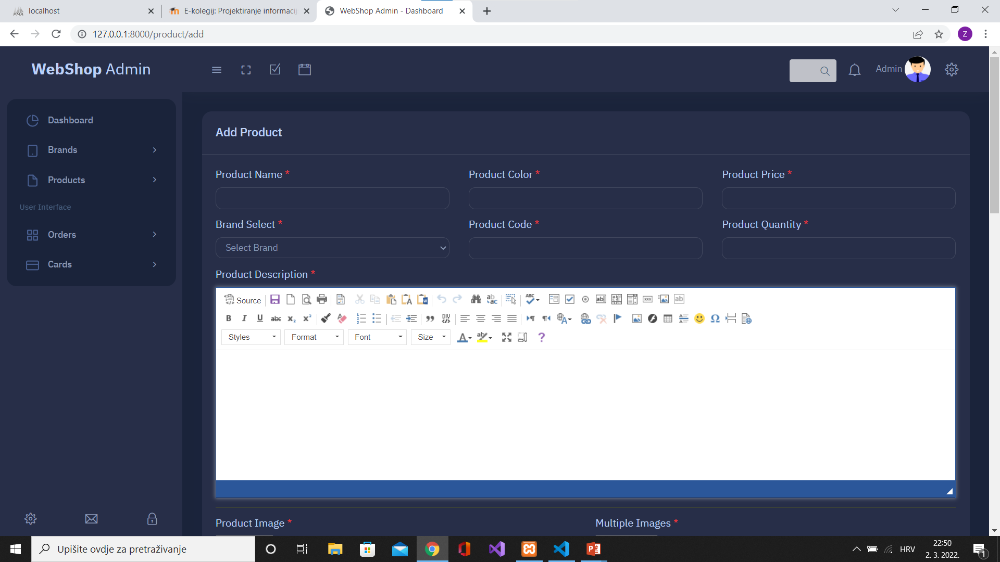 localhost
E-kolegij: Projektiranje informacij
WebShop Admin - Dashboard
127.0.0.1:8000/product/add
Z
WebShop Admin
Admin
Dashboard
Brands
Products
User Interface
Orders
Cards
Add Product
Product Name *
Product Color *
Product Price *
Brand Select *
Product Code *
Product Quantity *
Select Brand
Product Description *
Source
Styles
Format
Font
Size
Product Image *
Multiple Images *
Upišite ovdje za pretraživanje
HRV
22:50
2. 3. 2022.
1